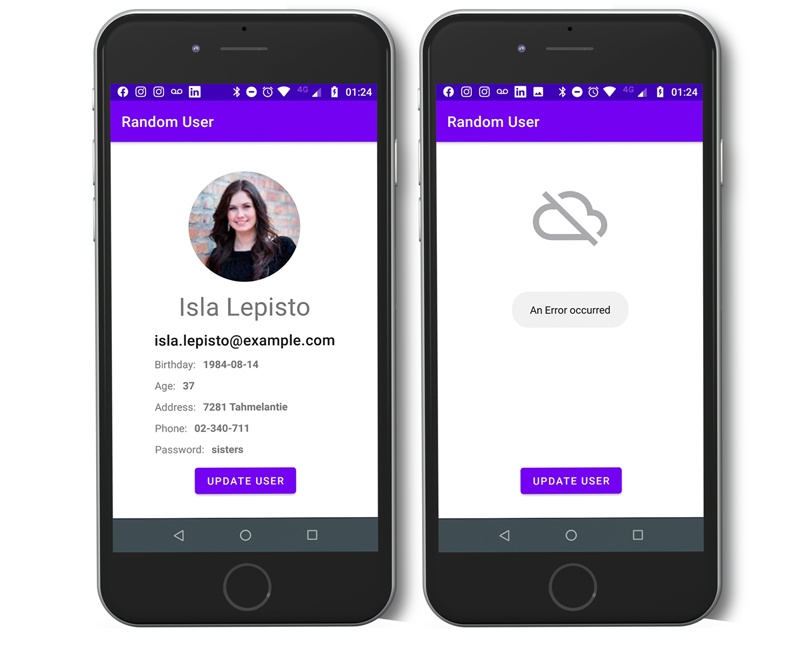 4G 01:24
Random User
Isla Lepisto
isla.lepisto@example.com
Birthday: 1984-08-14
Age: 37
Address: 7281 Tahmelantie
Phone: 02-340-711
Password: sisters
UPDATE USER
4G 01:24
Random User
An Error occurred
UPDATE USER